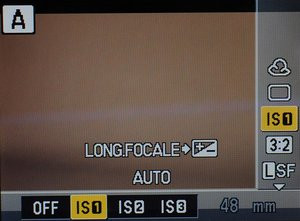 A
IS1
3:2
LSF
LONG.FOCALE
AUTO
OFF IS1 IS2 IS3 48 mm